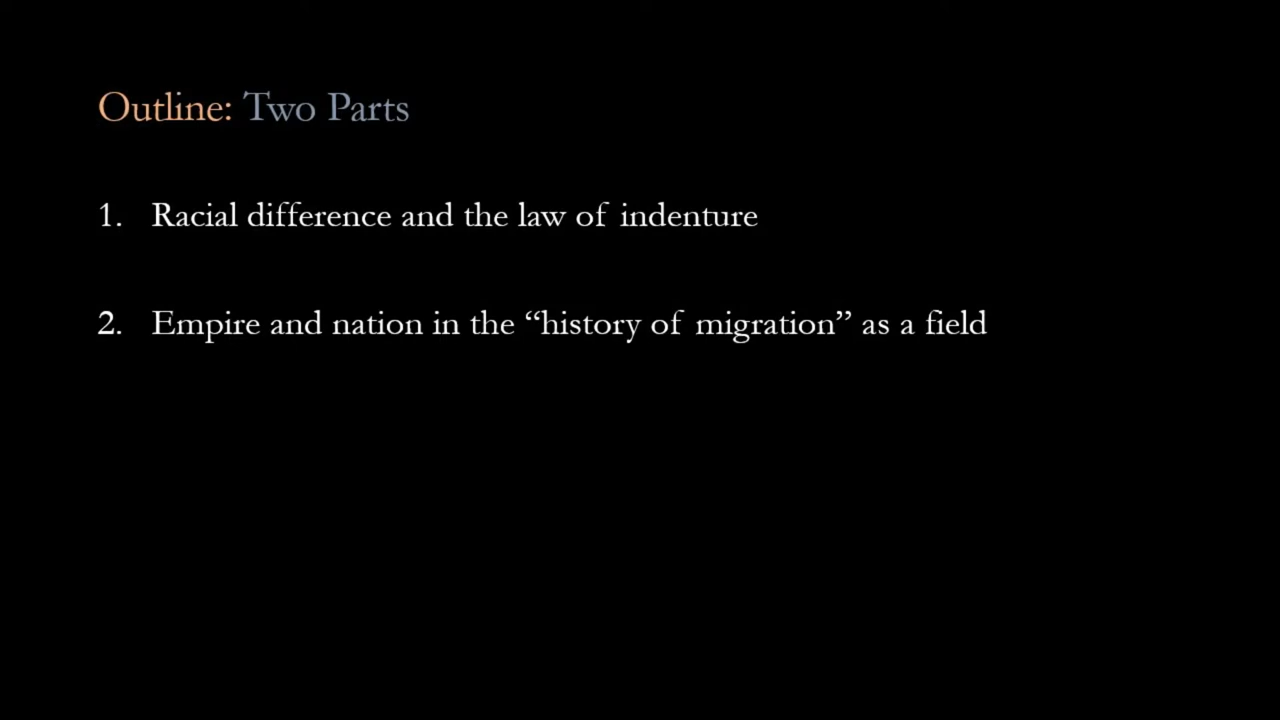 Outline: Two Parts
1. Racial difference and the law of indenture
2. Empire and nation in the “history of migration” as a field